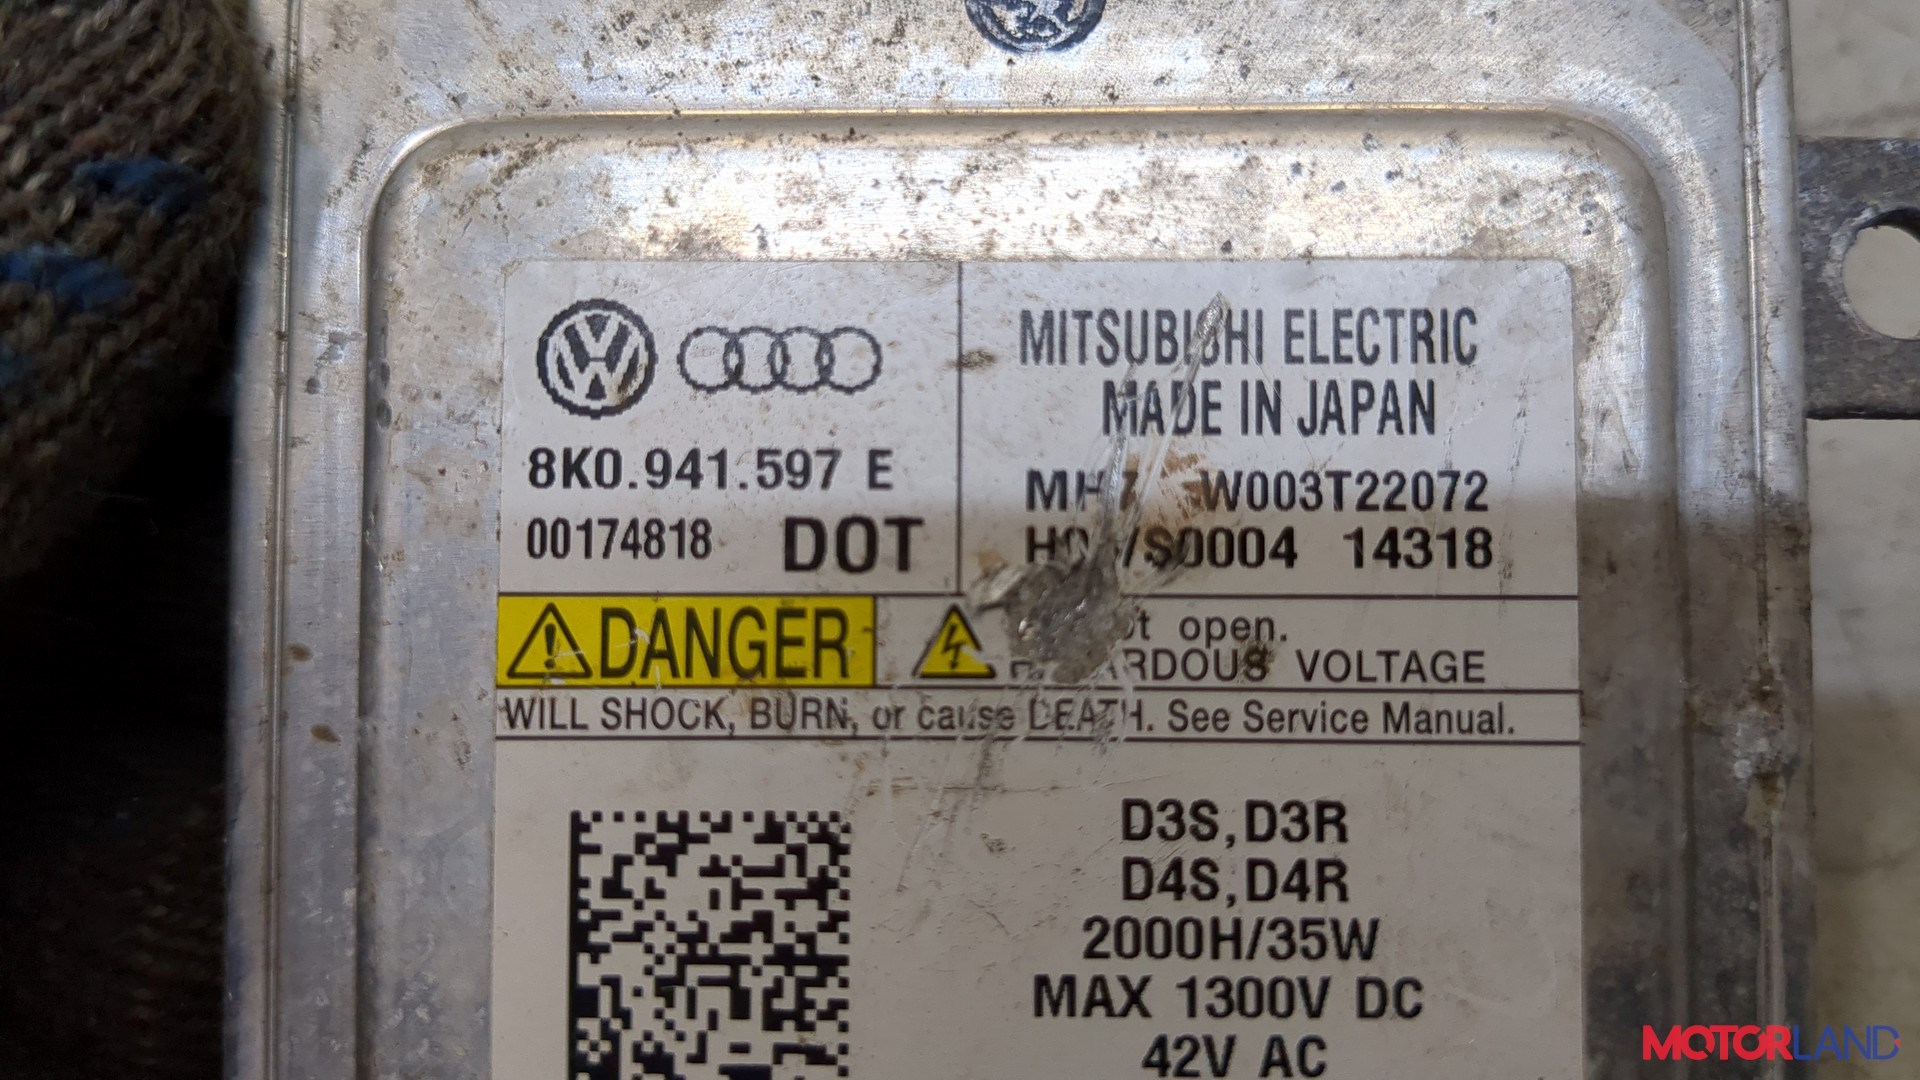 8K0.941.597 E
00174818 DOT
MITSUBISHI ELECTRIC
MADE IN JAPAN
W003T22072
14318
DANGER
open.
VOLTAGE
WILL SHOCK, BURN, or cause DEATH. See Service Manual.
D3S,D3R
D4S,D4R
2000H/35W
MAX 1300V DC
42V AC
MOTORLAND